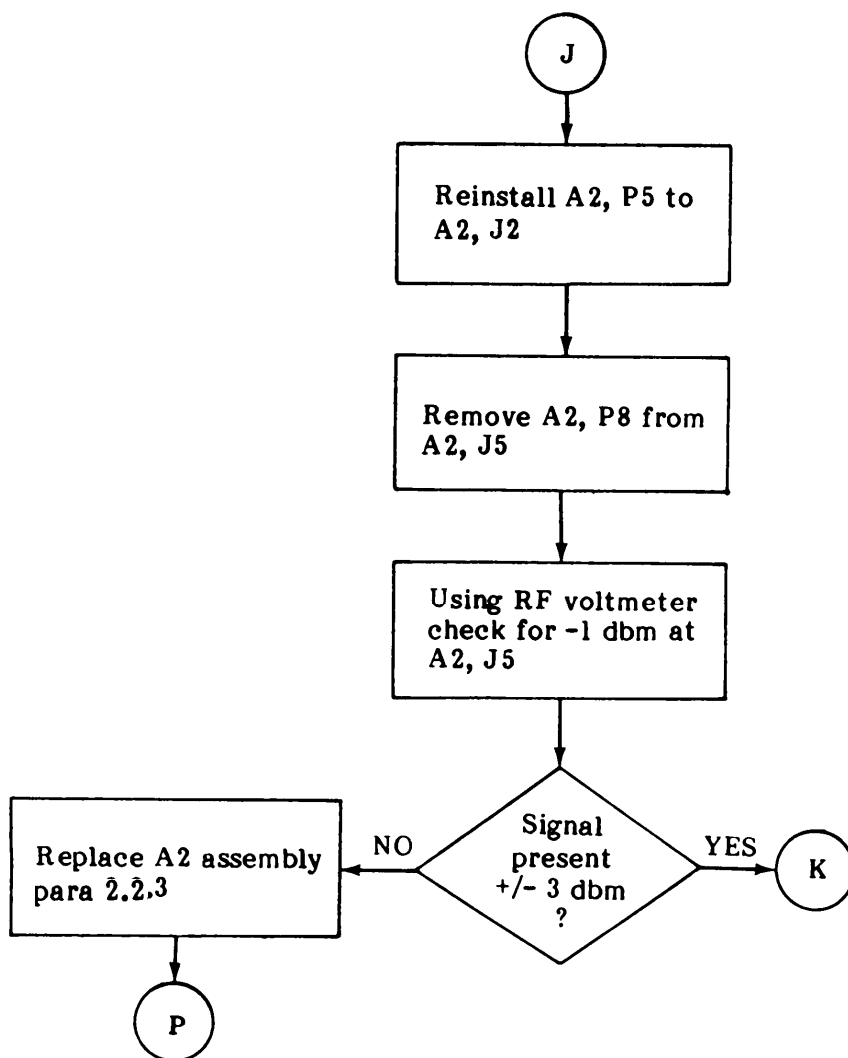 J
Reinstall A2, P5 to
A2, J2
Remove A2, P8 from
A2, J5
Using RF voltmeter
check for -1 dbm at
A2, J5
Signal
present
+/- 3 dbm
?
NO
YES
Replace A2 assembly
para 2.2.3
K
P